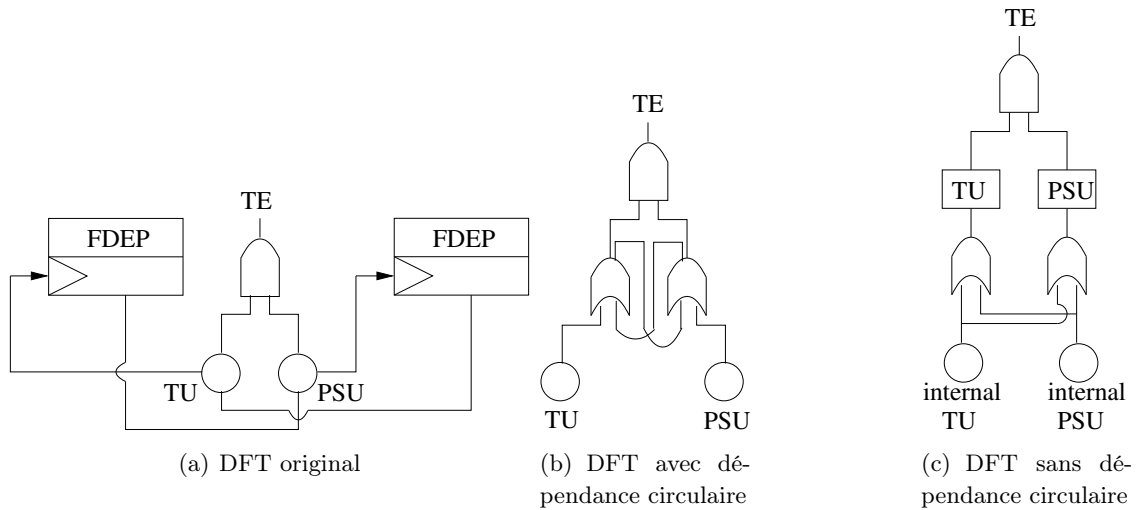 TE
FDEP
TE
FDEP
TU
PSU
(a) DFT original
TE
TU
PSU
(b) DFT avec dé-
pendance circulaire
TE
TU
PSU
internal
TU
internal
PSU
(c) DFT sans dé-
pendance circulaire